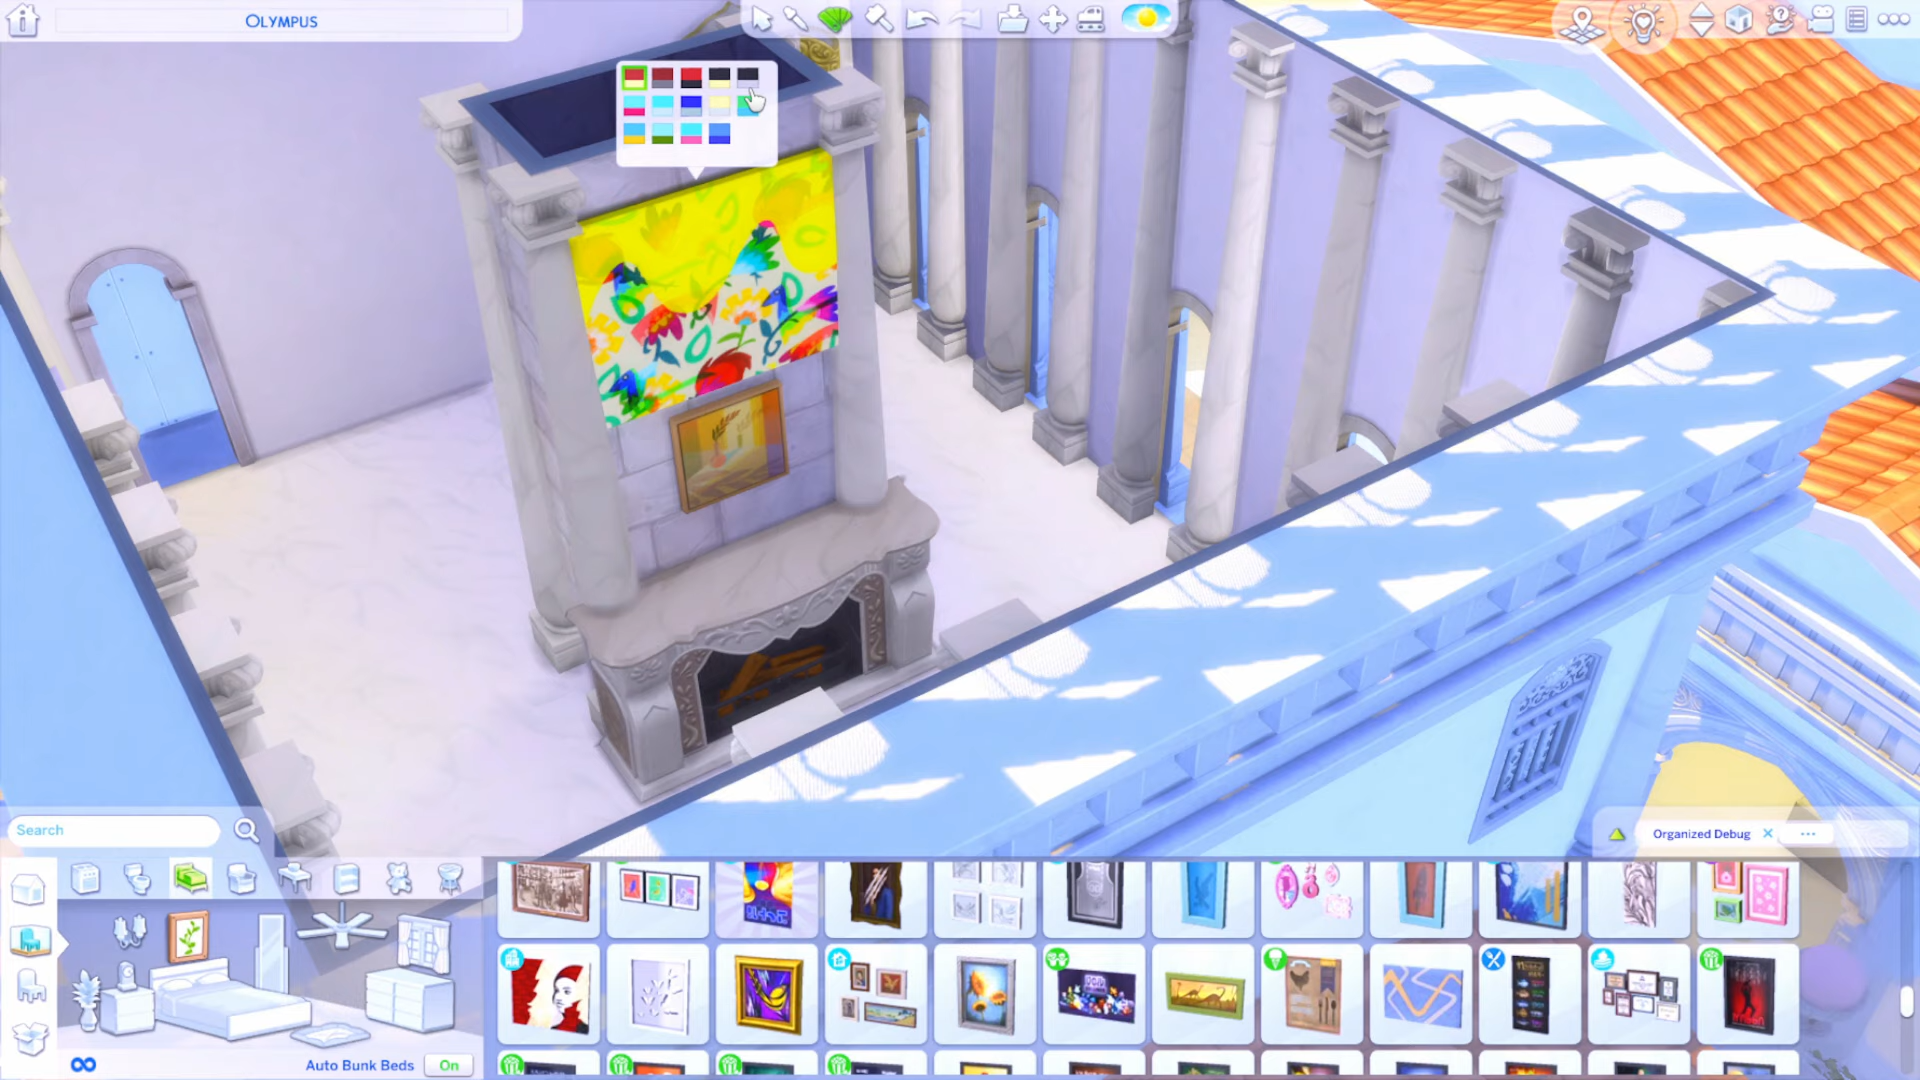 OLYMPUS
Search
Organized Debug
Auto Bunk Beds
On